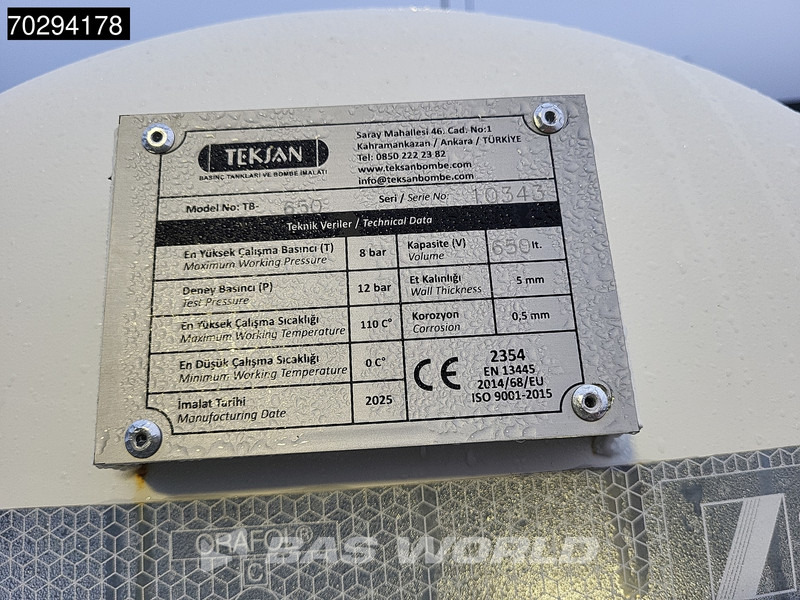 70294178
TEKSAN
BASINÇ TANKLARI VE BOMBE İMALATI
Saray Mahallesi 46. Cad. No:1
Kahramankazan / Ankara / TÜRKİYE
Tel: 0850 222 23 82
www.teksanbombe.com
info@teksanbombe.com
Model No: TB- 650
Seri / Serie No: 10343
Teknik Veriler / Technical Data
En Yüksek Çalışma Basıncı (T)
Maximum Working Pressure
8 bar
Kapasite (V)
Volume
650 lt.
Deney Basıncı (P)
Test Pressure
12 bar
Et Kalınlığı
Wall Thickness
5 mm
En Yüksek Çalışma Sıcaklığı
Maximum Working Temperature
110 C°
Korozyon
Corrosion
0,5 mm
En Düşük Çalışma Sıcaklığı
Minimum Working Temperature
0 C°
CE
2354
EN 13445
2014/68/EU
ISO 9001-2015
İmalat Tarihi
Manufacturing Date
2025
ORAFOL®
C
BAS WORLD